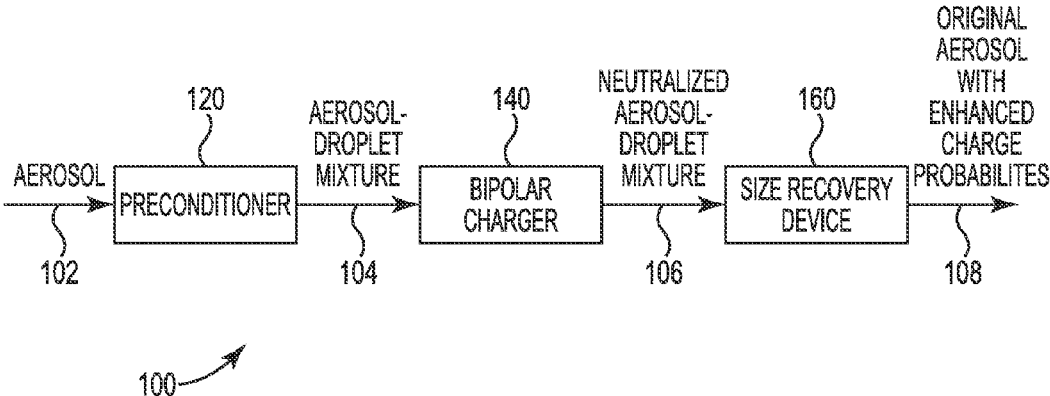 120
140
160
AEROSOL
PRECONDITIONER
AEROSOL-
DROPLET
MIXTURE
BIPOLAR
CHARGER
NEUTRALIZED
AEROSOL-
DROPLET
MIXTURE
SIZE RECOVERY
DEVICE
ORIGINAL
AEROSOL
WITH
ENHANCED
CHARGE
PROBABILITES
102
104
106
108
100